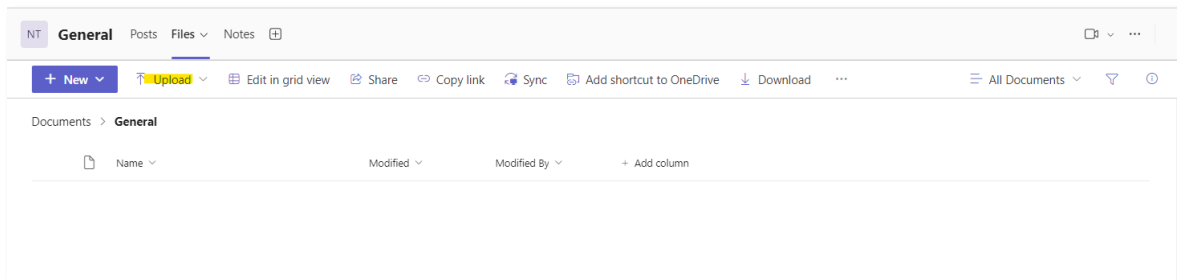 NT General Posts Files Notes
+ New Upload Edit in grid view Share Copy link Sync Add shortcut to OneDrive Download ... All Documents
Documents > General
Name Modified Modified By + Add column